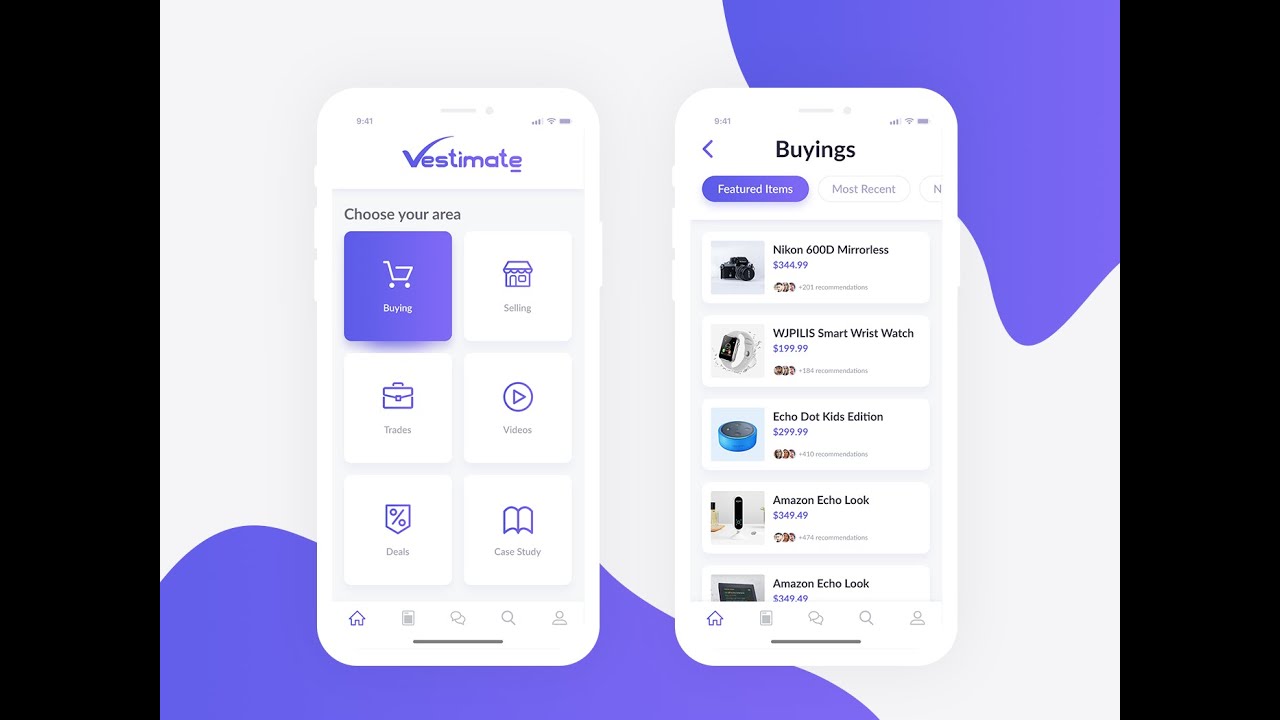 9:41
Vestimate
Choose your area
Buying
Selling
Trades
Videos
Deals
Case Study
9:41
Buyings
Featured Items
Most Recent
N
Nikon 600D Mirrorless
$344.99
+201 recommendations
WJPILIS Smart Wrist Watch
$199.99
+184 recommendations
Echo Dot Kids Edition
$299.99
+410 recommendations
Amazon Echo Look
$349.49
+474 recommendations
Amazon Echo Look
$349.49